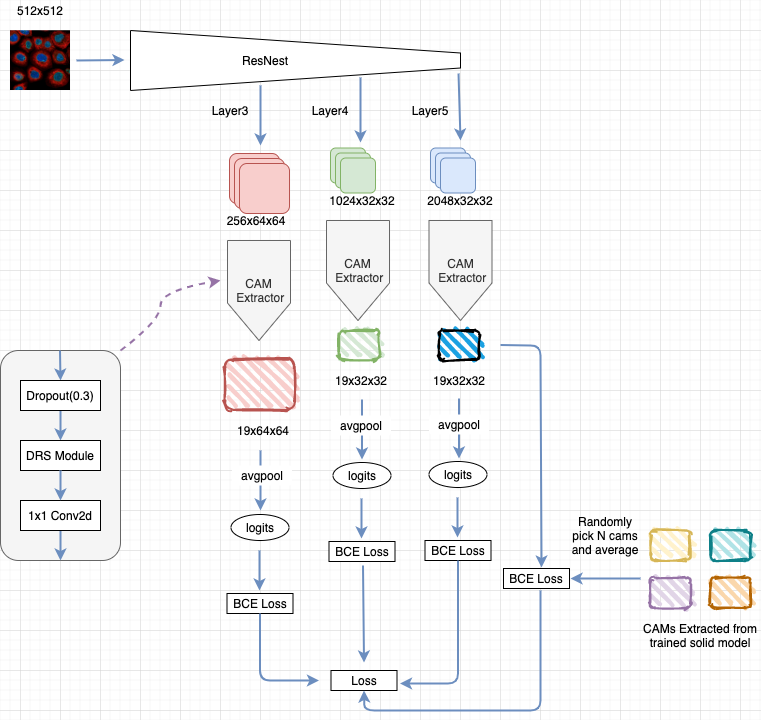 512x512
ResNest
Layer3
Layer4
Layer5
256x64x64
1024x32x32
2048x32x32
CAM
Extractor
CAM
Extractor
CAM
Extractor
19x64x64
19x32x32
19x32x32
avgpool
avgpool
avgpool
logits
logits
logits
BCE Loss
BCE Loss
BCE Loss
BCE Loss
Loss
Dropout(0.3)
DRS Module
1x1 Conv2d
Randomly
pick N cams
and average
CAMs Extracted from
trained solid model